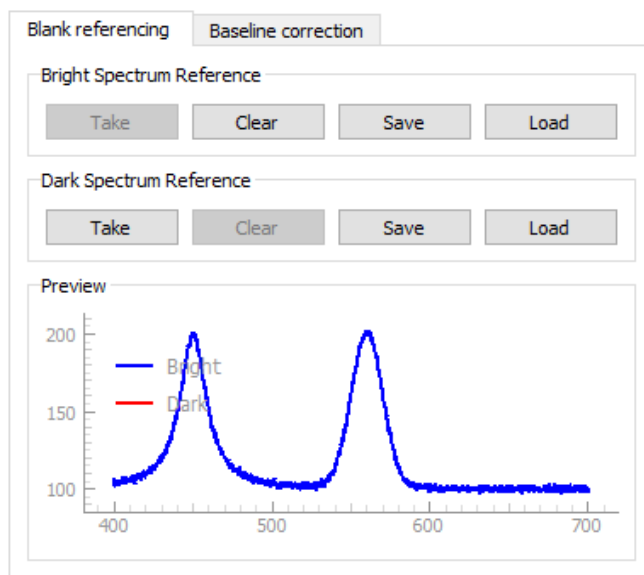 Blank referencing Baseline correction
Bright Spectrum Reference
Take Clear Save Load
Dark Spectrum Reference
Take Clear Save Load
Preview
200
Bright
150
Dark
100
400 500 600 700